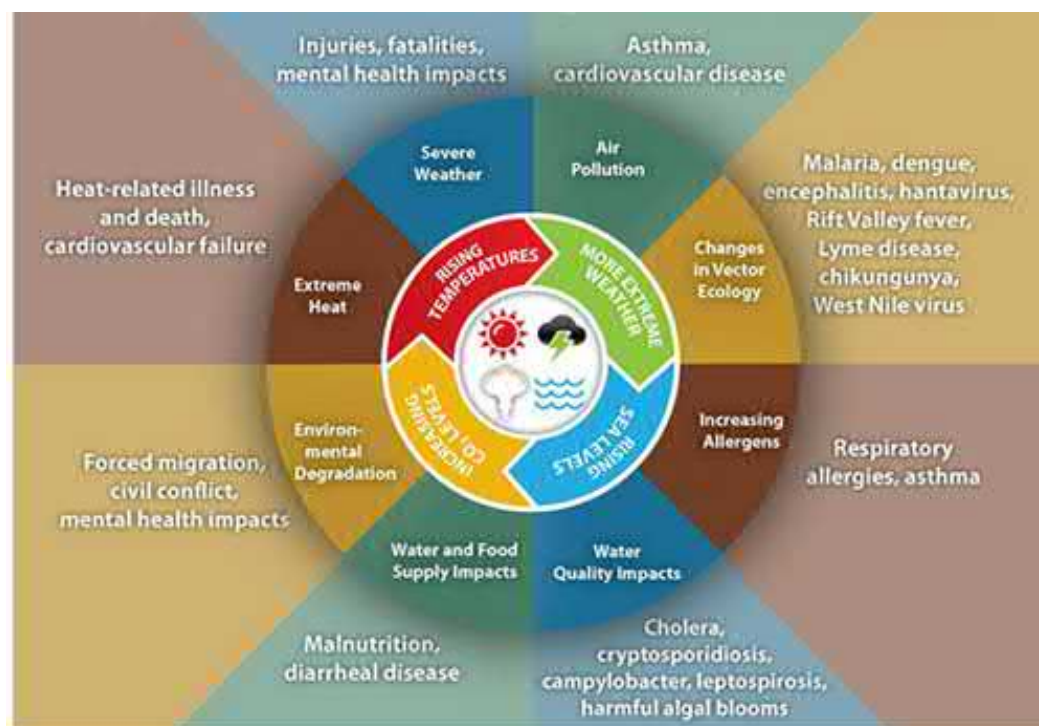 Injuries, fatalities,
mental health impacts
Asthma,
cardiovascular disease
Severe
Weather
Air
Pollution
Heat-related illness
and death,
cardiovascular failure
Malaria, dengue,
encephalitis, hantavirus,
Rift Valley fever,
Lyme disease,
chikungunya,
West Nile virus
Extreme
Heat
RISING
TEMPERATURES
MORE EXTREME
WEATHER
Changes
in Vector
Ecology
Environ-
mental
Degradation
INCREASING
CO₂ LEVELS
RISING
SEA LEVELS
Increasing
Allergens
Forced migration,
civil conflict,
mental health impacts
Respiratory
allergies, asthma
Water and Food
Supply Impacts
Water
Quality Impacts
Malnutrition,
diarrheal disease
Cholera,
cryptosporidiosis,
campylobacter, leptospirosis,
harmful algal blooms